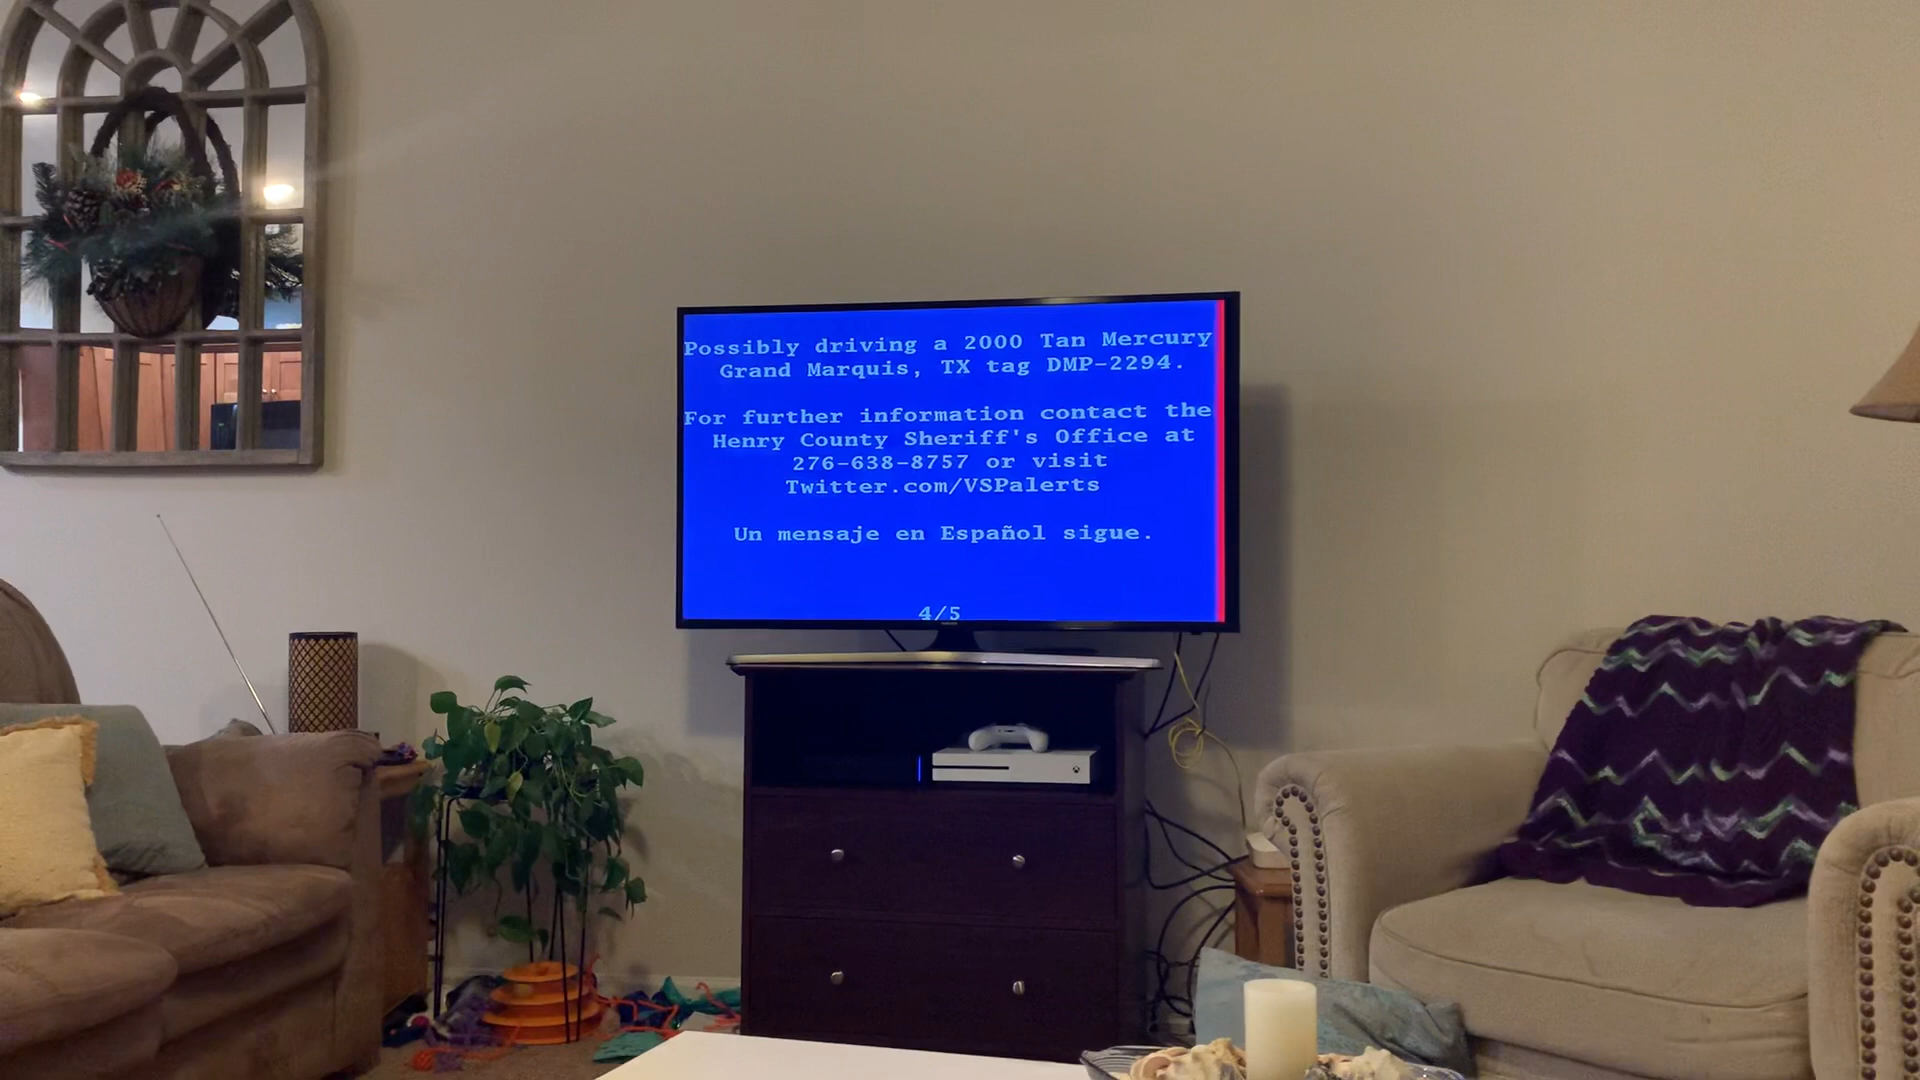 Possibly driving a 2000 Tan Mercury
Grand Marquis, TX tag DMP-2294.
For further information contact the
Henry County Sheriff's Office at
276-638-8757 or visit
Twitter.com/VSPalerts
Un mensaje en Español sigue.
4/5